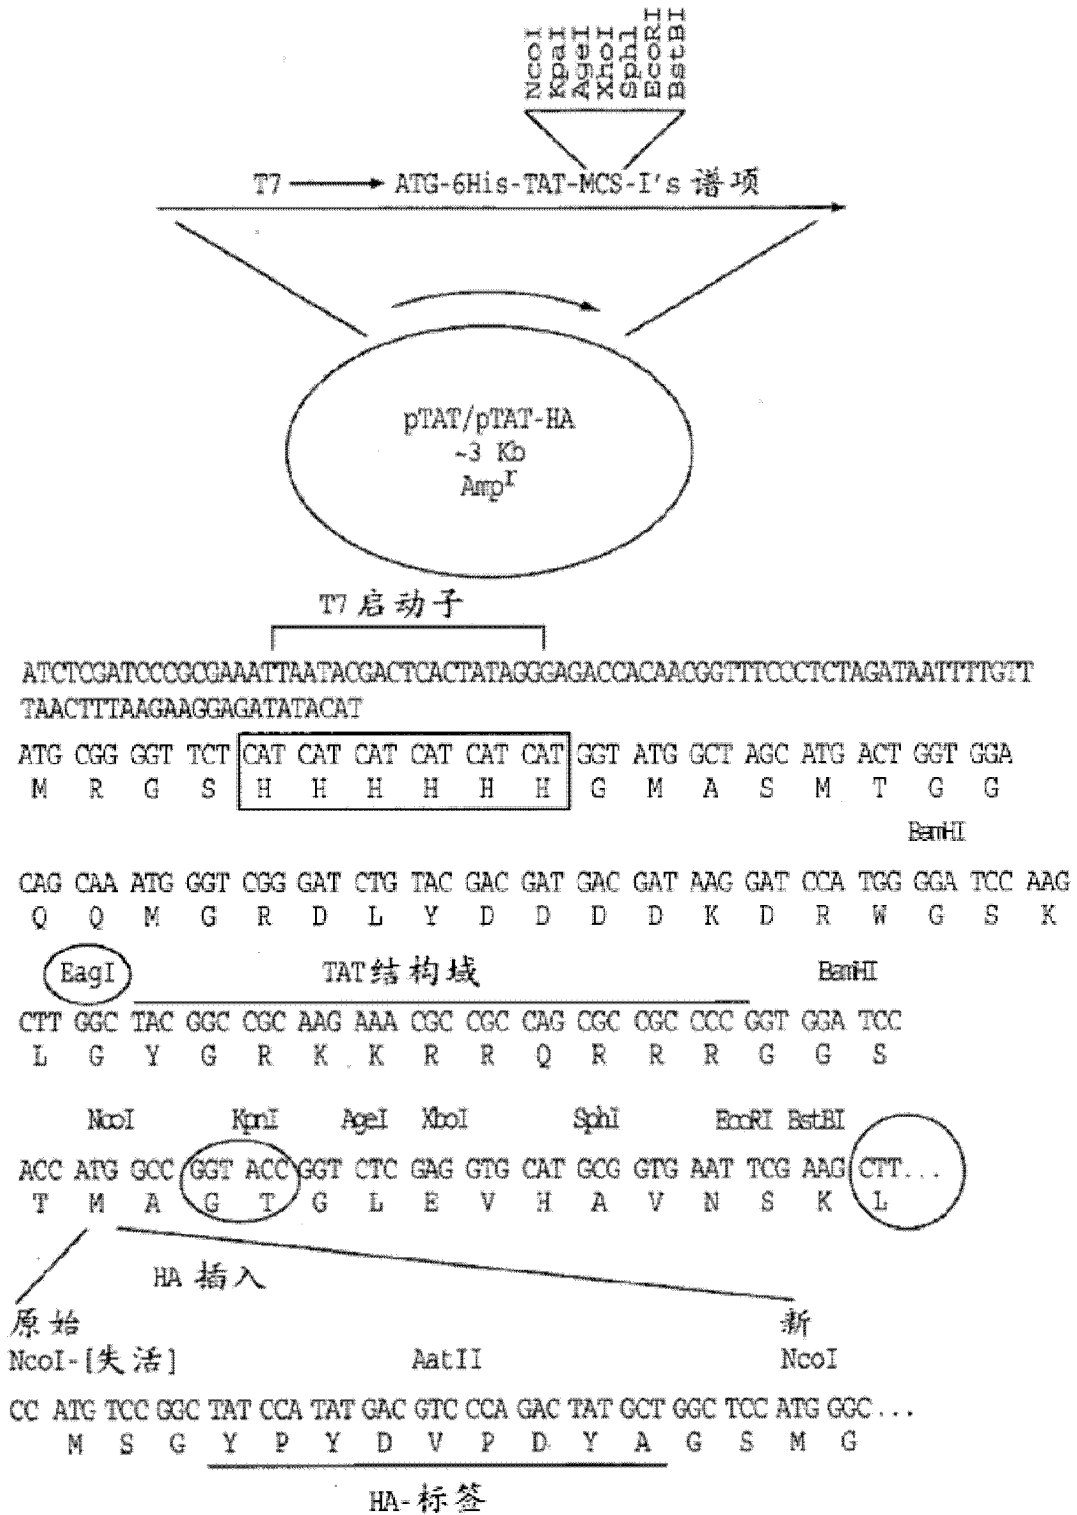 NcoI
KpaI
AgeI
XhoI
SphI
EcoRI
BstBI
T7 ATG-6His-TAT-MCS-I's 谱项
pTAT/pTAT-HA
~3 Kb
Amp^r
T7 启动子
ATCTCGATCCCGCGAAATTAATACGACTCACTATAGGGAGACCACAACGGTTTCCCTCTAGATAATTTTGTT
TAACTTTAAGAAGGAGATATACAT
ATG CGG GGT TCT CAT CAT CAT CAT CAT CAT GGT ATG GCT AGC ATG ACT GGT GGA
M R G S H H H H H H G M A S M T G G
BamHI
CAG CAA ATG GGT CGG GAT CTG TAC GAC GAT GAC GAT AAG GAT CCA TGG GGA TCC AAG
Q Q M G R D L Y D D D D K D R W G S K
EagI TAT结构域 BamHI
CTT GGC TAC GGC CGC AAG AAA CGC CGC CAG CGC CGC CCC GGT GGA TCC
L G Y G R K K R R Q R R R G G S
NcoI KpnI AgeI XboI SphI EcoRI BstBI
ACC ATG GCC GGT ACC GGT CTC GAG GTG CAT GCG GTG AAT TCG AAG CTT...
T M A G T G L E V H A V N S K L
HA 插入
原始 新
NcoI-[失活] AatII NcoI
CC ATG TCC GGC TAT CCA TAT GAC GTC CCA GAC TAT GCT GGC TCC ATG GGC...
M S G Y P Y D V P D Y A G S M G
HA-标签